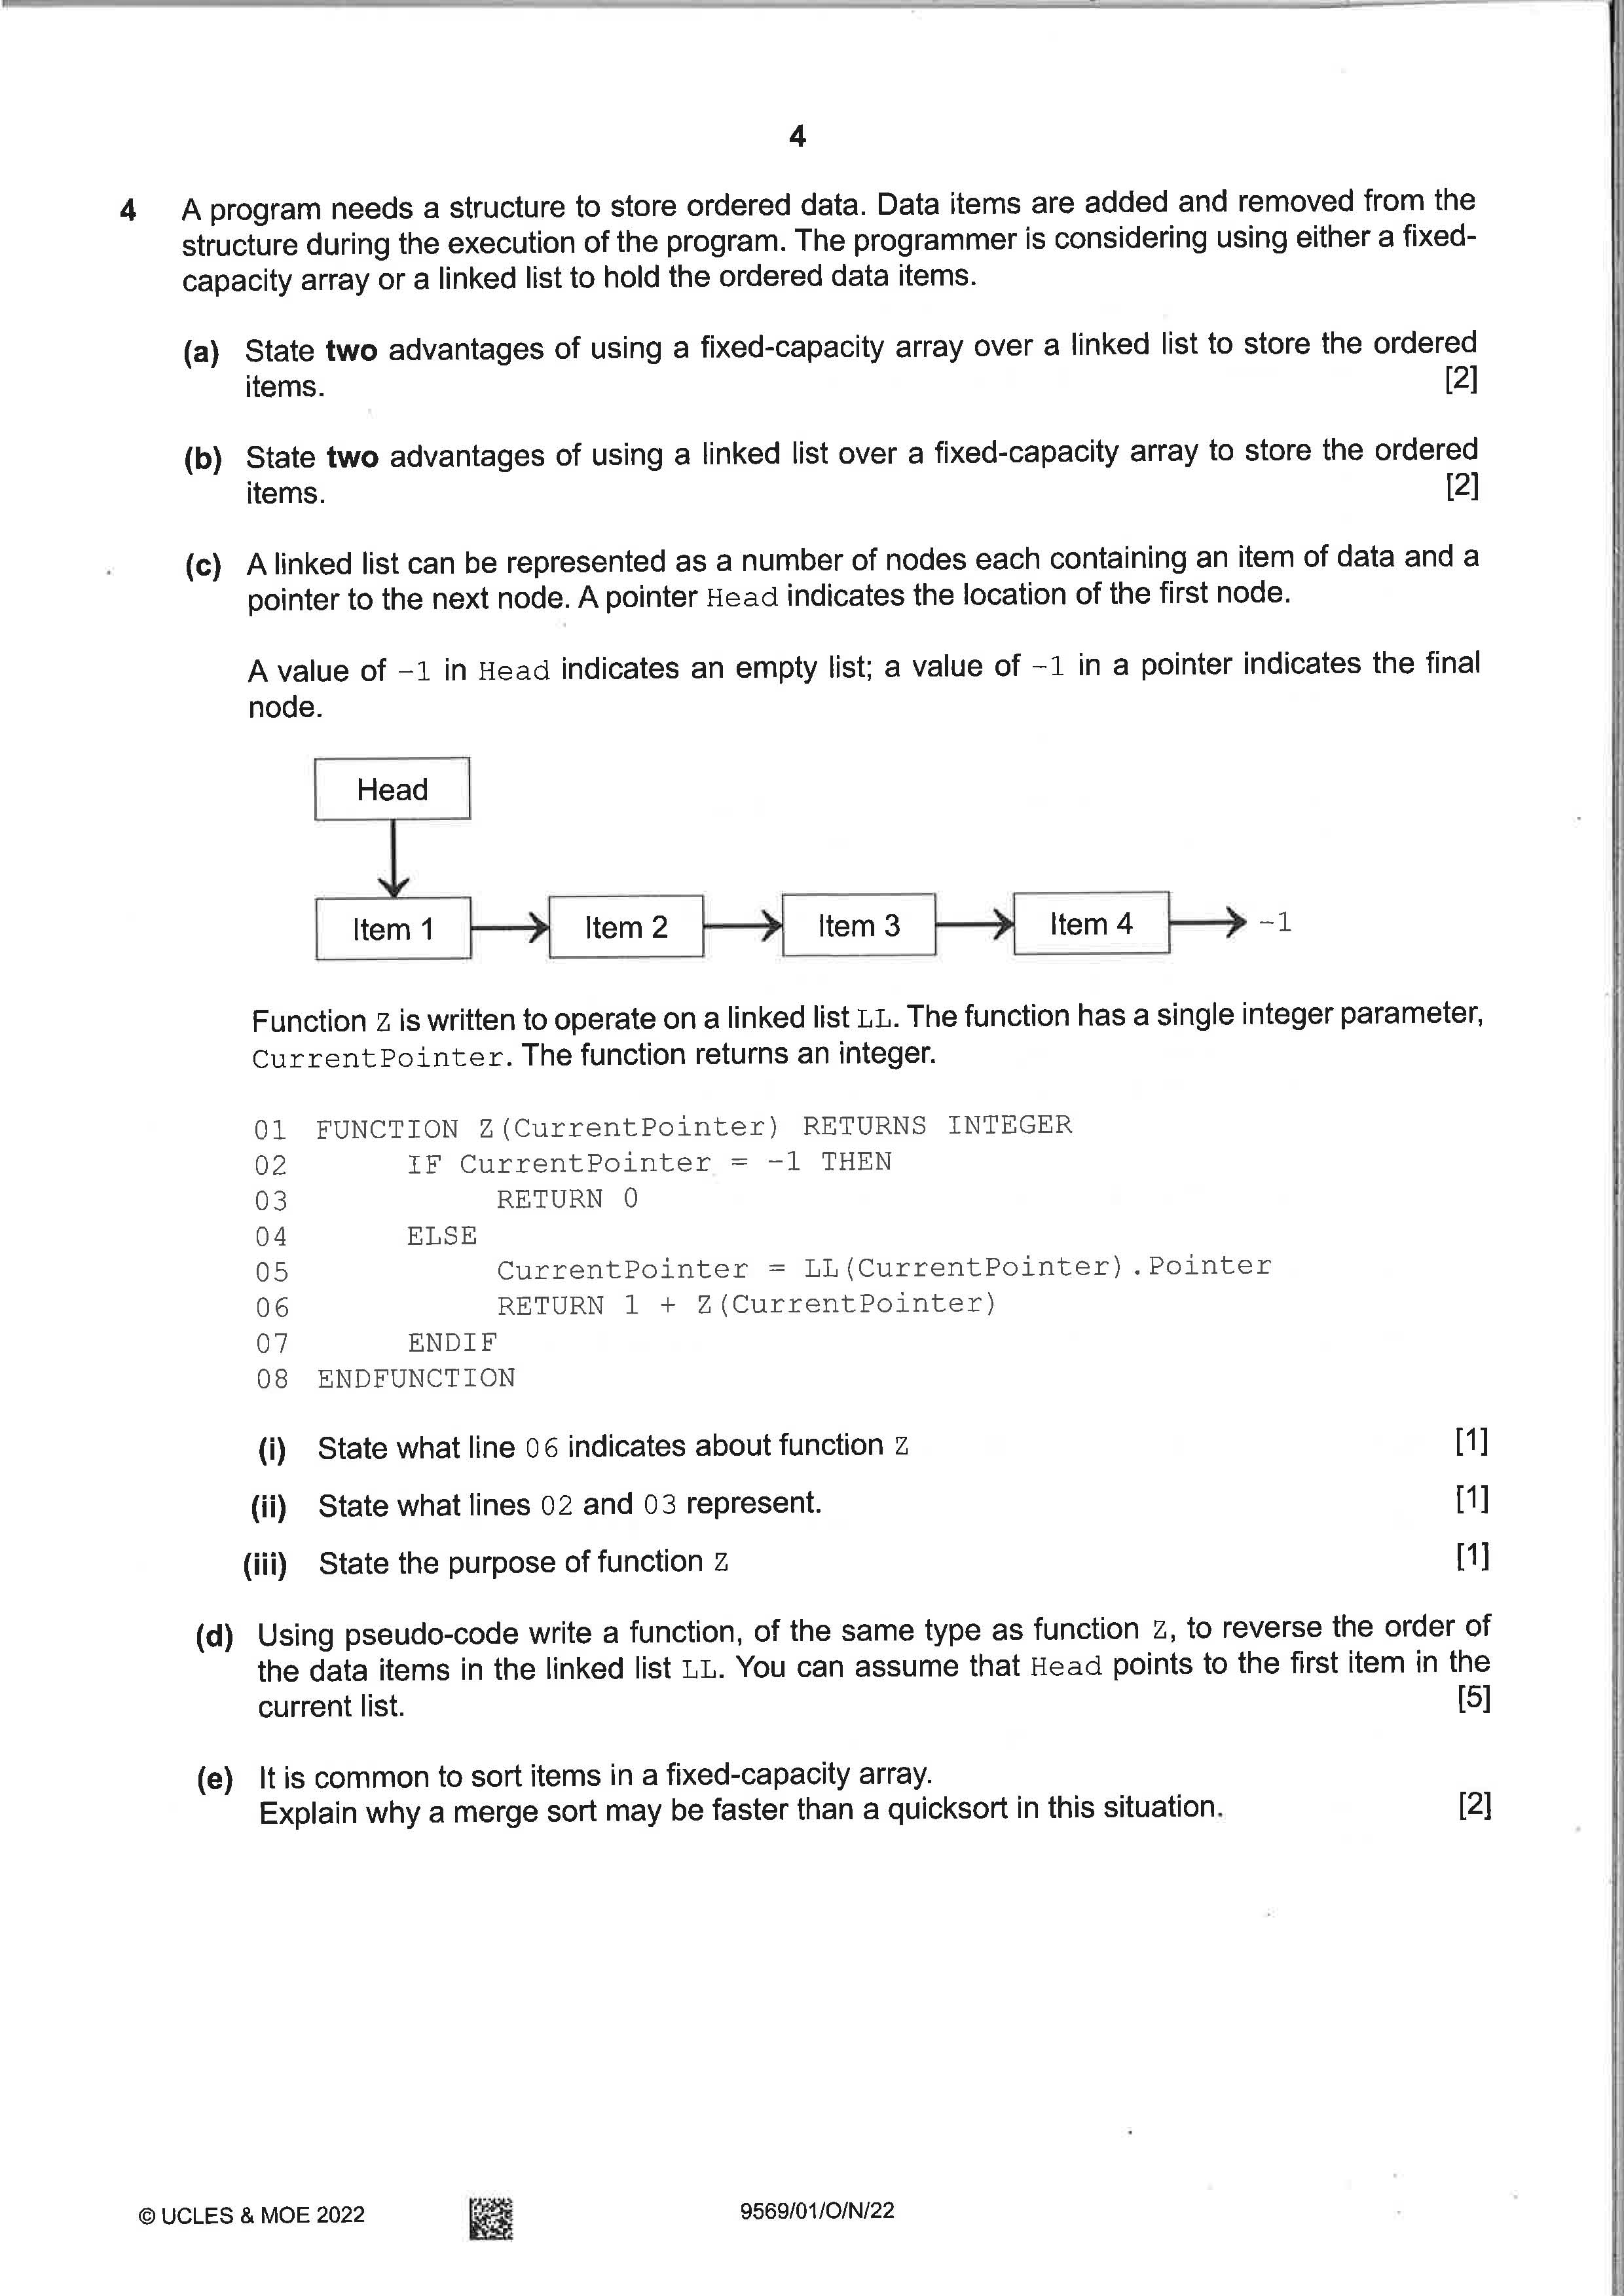 4
4 A program needs a structure to store ordered data. Data items are added and removed from the
structure during the execution of the program. The programmer is considering using either a fixed-
capacity array or a linked list to hold the ordered data items.
(a) State two advantages of using a fixed-capacity array over a linked list to store the ordered
items. [2]
(b) State two advantages of using a linked list over a fixed-capacity array to store the ordered
items. [2]
(c) A linked list can be represented as a number of nodes each containing an item of data and a
pointer to the next node. A pointer Head indicates the location of the first node.
A value of -1 in Head indicates an empty list; a value of -1 in a pointer indicates the final
node.
Head
Item 1 Item 2 Item 3 Item 4 -1
Function Z is written to operate on a linked list LL. The function has a single integer parameter,
CurrentPointer. The function returns an integer.
01 FUNCTION Z(CurrentPointer) RETURNS INTEGER
02 IF CurrentPointer = -1 THEN
03 RETURN 0
04 ELSE
05 CurrentPointer = LL(CurrentPointer).Pointer
06 RETURN 1 + Z(CurrentPointer)
07 ENDIF
08 ENDFUNCTION
(i) State what line 06 indicates about function Z [1]
(ii) State what lines 02 and 03 represent. [1]
(iii) State the purpose of function Z [1]
(d) Using pseudo-code write a function, of the same type as function Z, to reverse the order of
the data items in the linked list LL. You can assume that Head points to the first item in the
current list. [5]
(e) It is common to sort items in a fixed-capacity array.
Explain why a merge sort may be faster than a quicksort in this situation. [2]
© UCLES & MOE 2022 9569/01/O/N/22